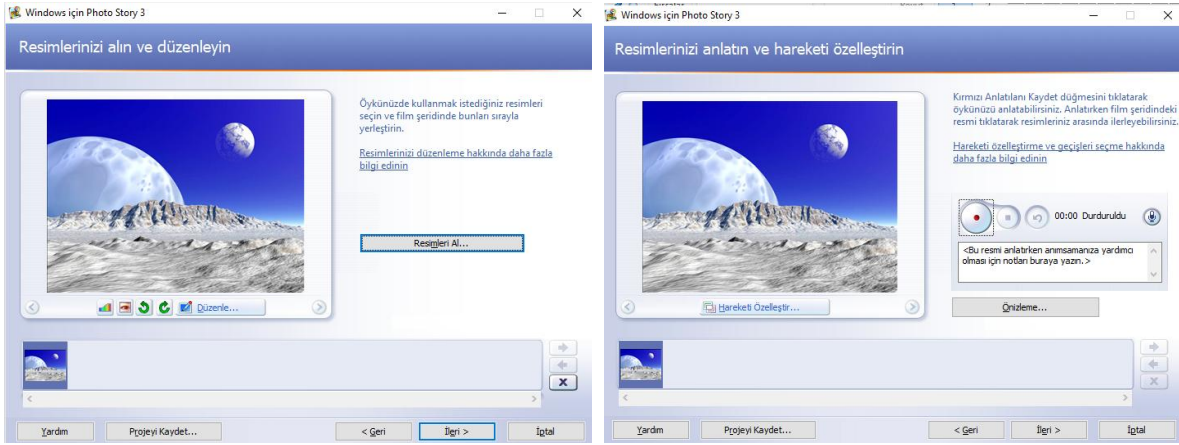 Windows için Photo Story 3
Resimlerinizi alın ve düzenleyin
Öykünüzde kullanmak istediğiniz resimleri
seçin ve film şeridinde bunları sırayla
yerleştirin.
Resimlerinizi düzenleme hakkında daha fazla
bilgi edinin
Resimleri Al...
Düzenle...
Yardım
Projeyi Kaydet...
< Geri
İleri >
İptal
Windows için Photo Story 3
Resimlerinizi anlatın ve hareketi özelleştirin
Kırmızı Anlatılanı Kaydet düğmesini tıklatarak
öykünüzü anlatabilirsiniz. Anlatırken film şeridindeki
resmi tıklatarak resimleriniz arasında ilerleyebilirsiniz.
Hareketi özelleştirme ve geçişleri seçme hakkında
daha fazla bilgi edinin
00:00 Durduruldu
<Bu resmi anlatırken anımsamanıza yardımcı
olması için notları buraya yazın.>
Hareketi Özelleştir...
Önizleme...
Yardım
Projeyi Kaydet...
< Geri
İleri >
İptal